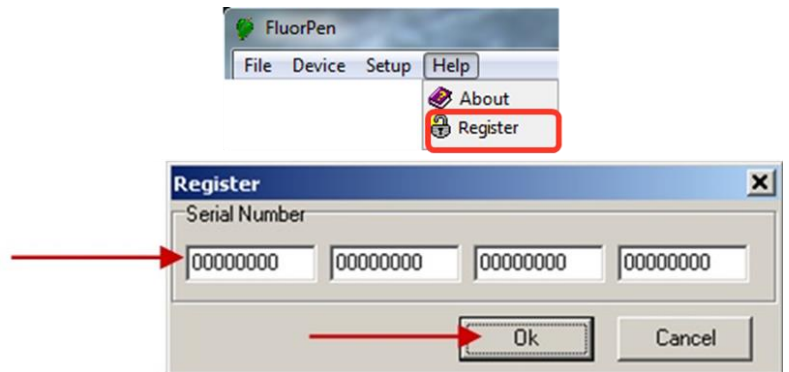 FluorPen
File Device Setup Help
About
Register
Register
Serial Number
00000000 00000000 00000000 00000000
Ok Cancel